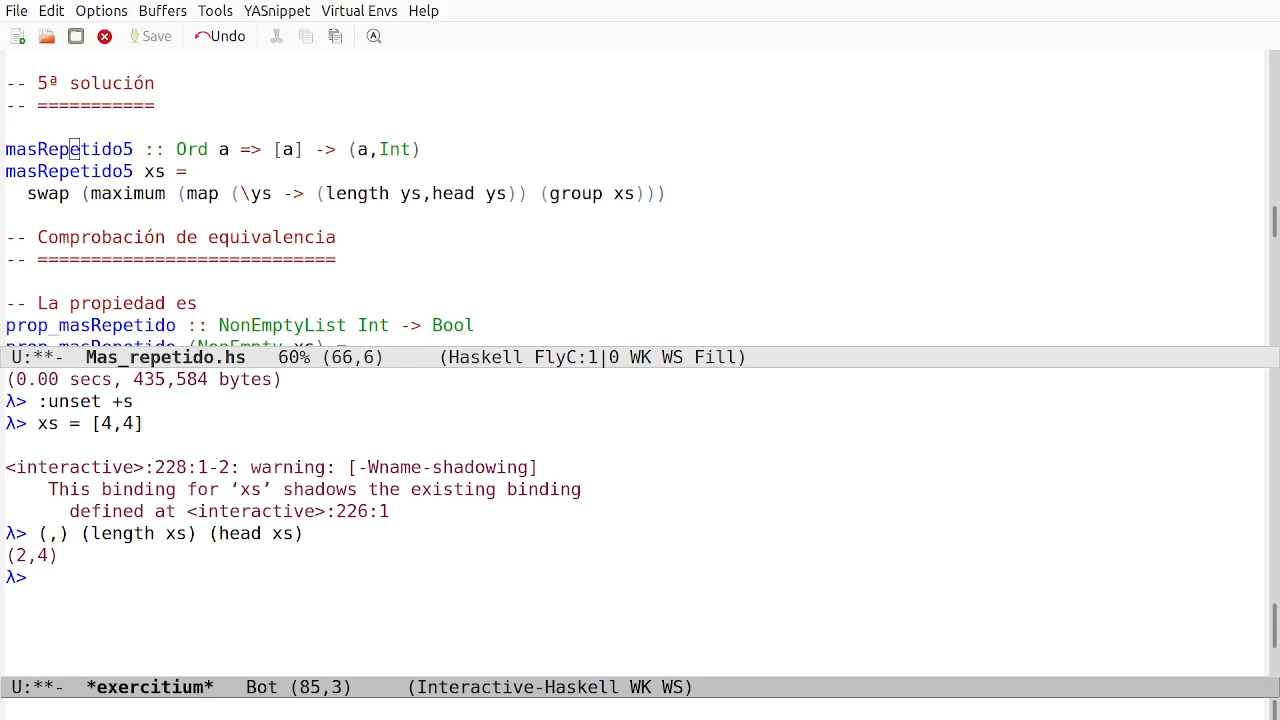 File Edit Options Buffers Tools YASnippet Virtual Envs Help
Save Undo
-- 5ª solución
-- ===========
masRepetido5 :: Ord a => [a] -> (a,Int)
masRepetido5 xs =
  swap (maximum (map (\ys -> (length ys,head ys)) (group xs)))
-- Comprobación de equivalencia
-- ============================
-- La propiedad es
prop_masRepetido :: NonEmptyList Int -> Bool
prop_masRepetido (NonEmpty xs) =
U:**-  Mas_repetido.hs   60% (66,6)     (Haskell FlyC:1|0 WK WS Fill)
(0.00 secs, 435,584 bytes)
λ> :unset +s
λ> xs = [4,4]
<interactive>:228:1-2: warning: [-Wname-shadowing]
    This binding for ‘xs’ shadows the existing binding
      defined at <interactive>:226:1
λ> (,) (length xs) (head xs)
(2,4)
λ>
U:**-  *exercitium*   Bot (85,3)     (Interactive-Haskell WK WS)